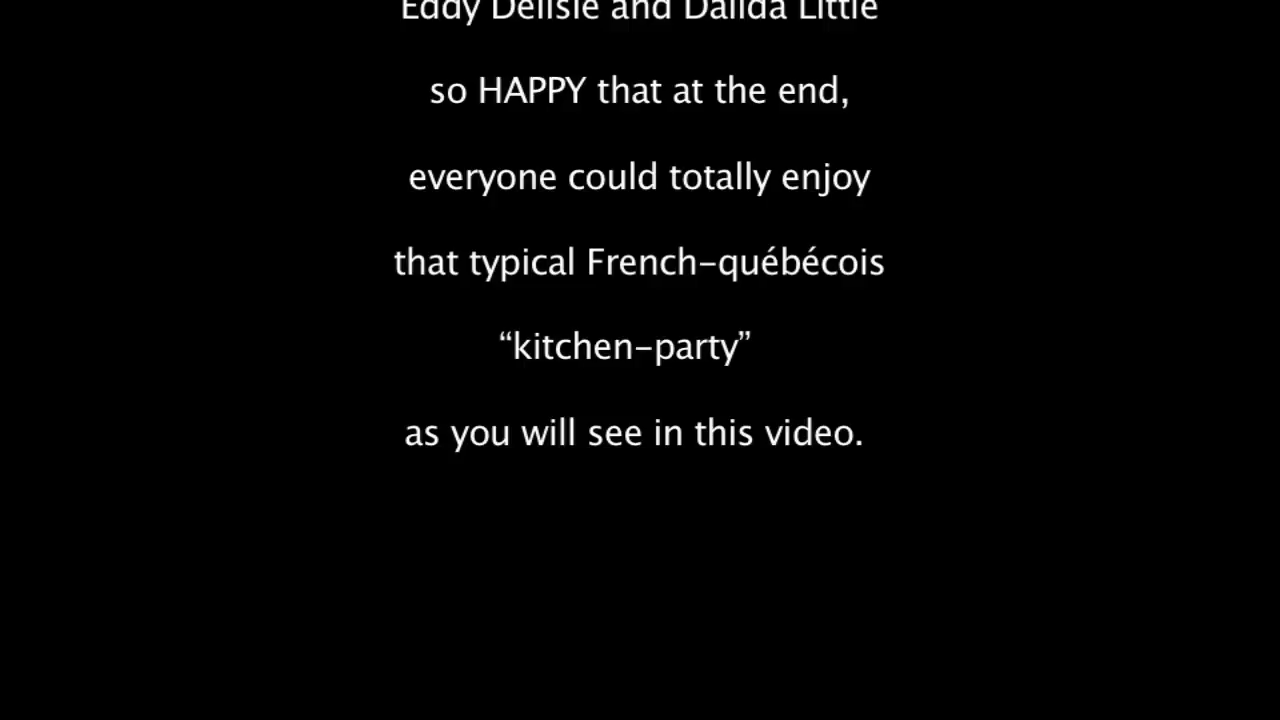 Eddy Delisle and Dalida Little
so HAPPY that at the end,
everyone could totally enjoy
that typical French-québécois
“kitchen-party”
as you will see in this video.